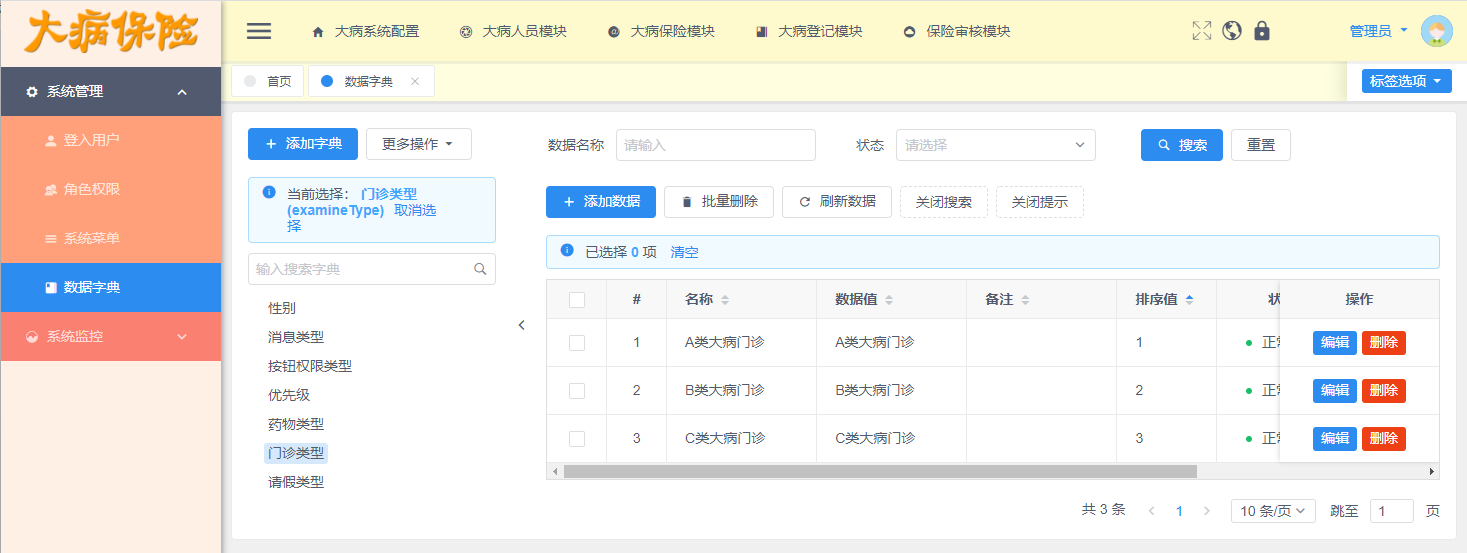 大病保险
大病系统配置 大病人员模块 大病保险模块 大病登记模块 保险审核模块 管理员
系统管理
登入用户
角色权限
系统菜单
数据字典
系统监控
首页 数据字典 标签选项
添加字典 更多操作
当前选择： 门诊类型
(examineType) 取消选
择
输入搜索字典
性别
消息类型
按钮权限类型
优先级
药物类型
门诊类型
请假类型
数据名称 请输入 状态 请选择 搜索 重置
添加数据 批量删除 刷新数据 关闭搜索 关闭提示
已选择 0 项 清空
# 名称 数据值 备注 排序值 操作
1 A类大病门诊 A类大病门诊 1 正常 编辑 删除
2 B类大病门诊 B类大病门诊 2 正常 编辑 删除
3 C类大病门诊 C类大病门诊 3 正常 编辑 删除
共 3 条 1 10 条/页 跳至 1 页